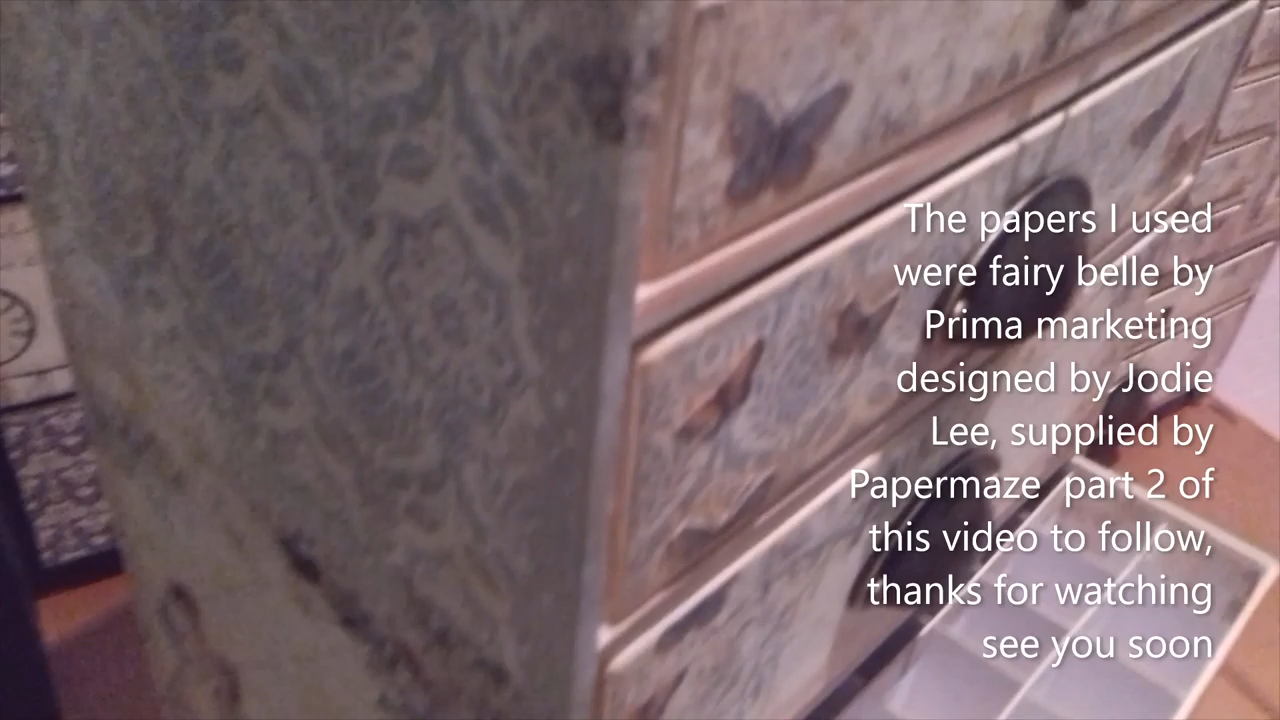 The papers I used
were fairy belle by
Prima marketing
designed by Jodie
Lee, supplied by
Papermaze  part 2 of
this video to follow,
thanks for watching
see you soon